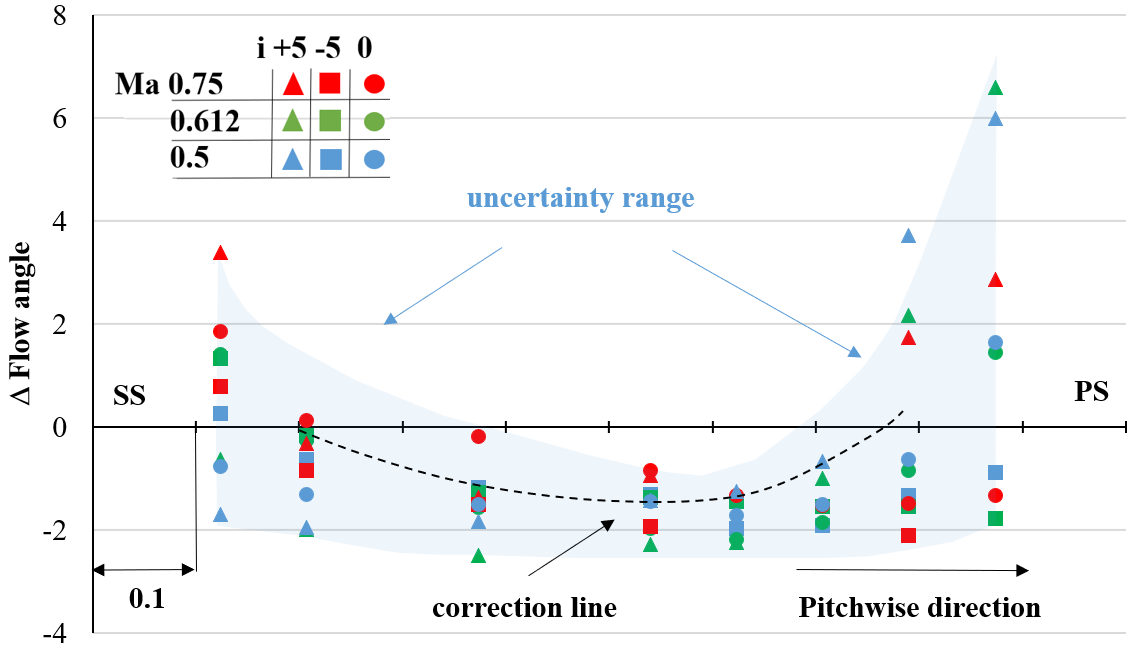 8
i +5 -5 0
Ma 0.75
0.612
0.5
6
uncertainty range
4
2
Δ Flow angle
SS
PS
0
-2
0.1
correction line
Pitchwise direction
-4